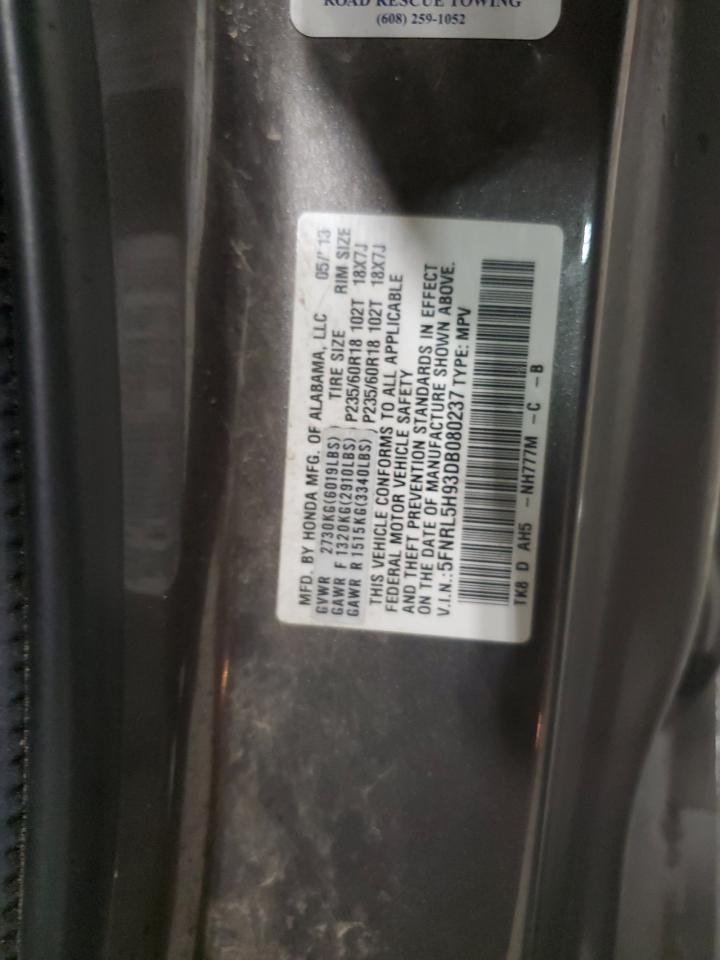 ROAD RESCUE TOWING
(608) 259-1052
MFD. BY HONDA MFG. OF ALABAMA, LLC 05/'13
GVWR 2730KG(6019LBS) TIRE SIZE RIM SIZE
GAWR F 1320KG(2910LBS) P235/60R18 102T 18X7J
GAWR R 1515KG(3340LBS) P235/60R18 102T 18X7J
THIS VEHICLE CONFORMS TO ALL APPLICABLE
FEDERAL MOTOR VEHICLE SAFETY
AND THEFT PREVENTION STANDARDS IN EFFECT
ON THE DATE OF MANUFACTURE SHOWN ABOVE.
V.I.N.:5FNRL5H93DB080237 TYPE: MPV
TK8 D AH5 -NH777M -C -B